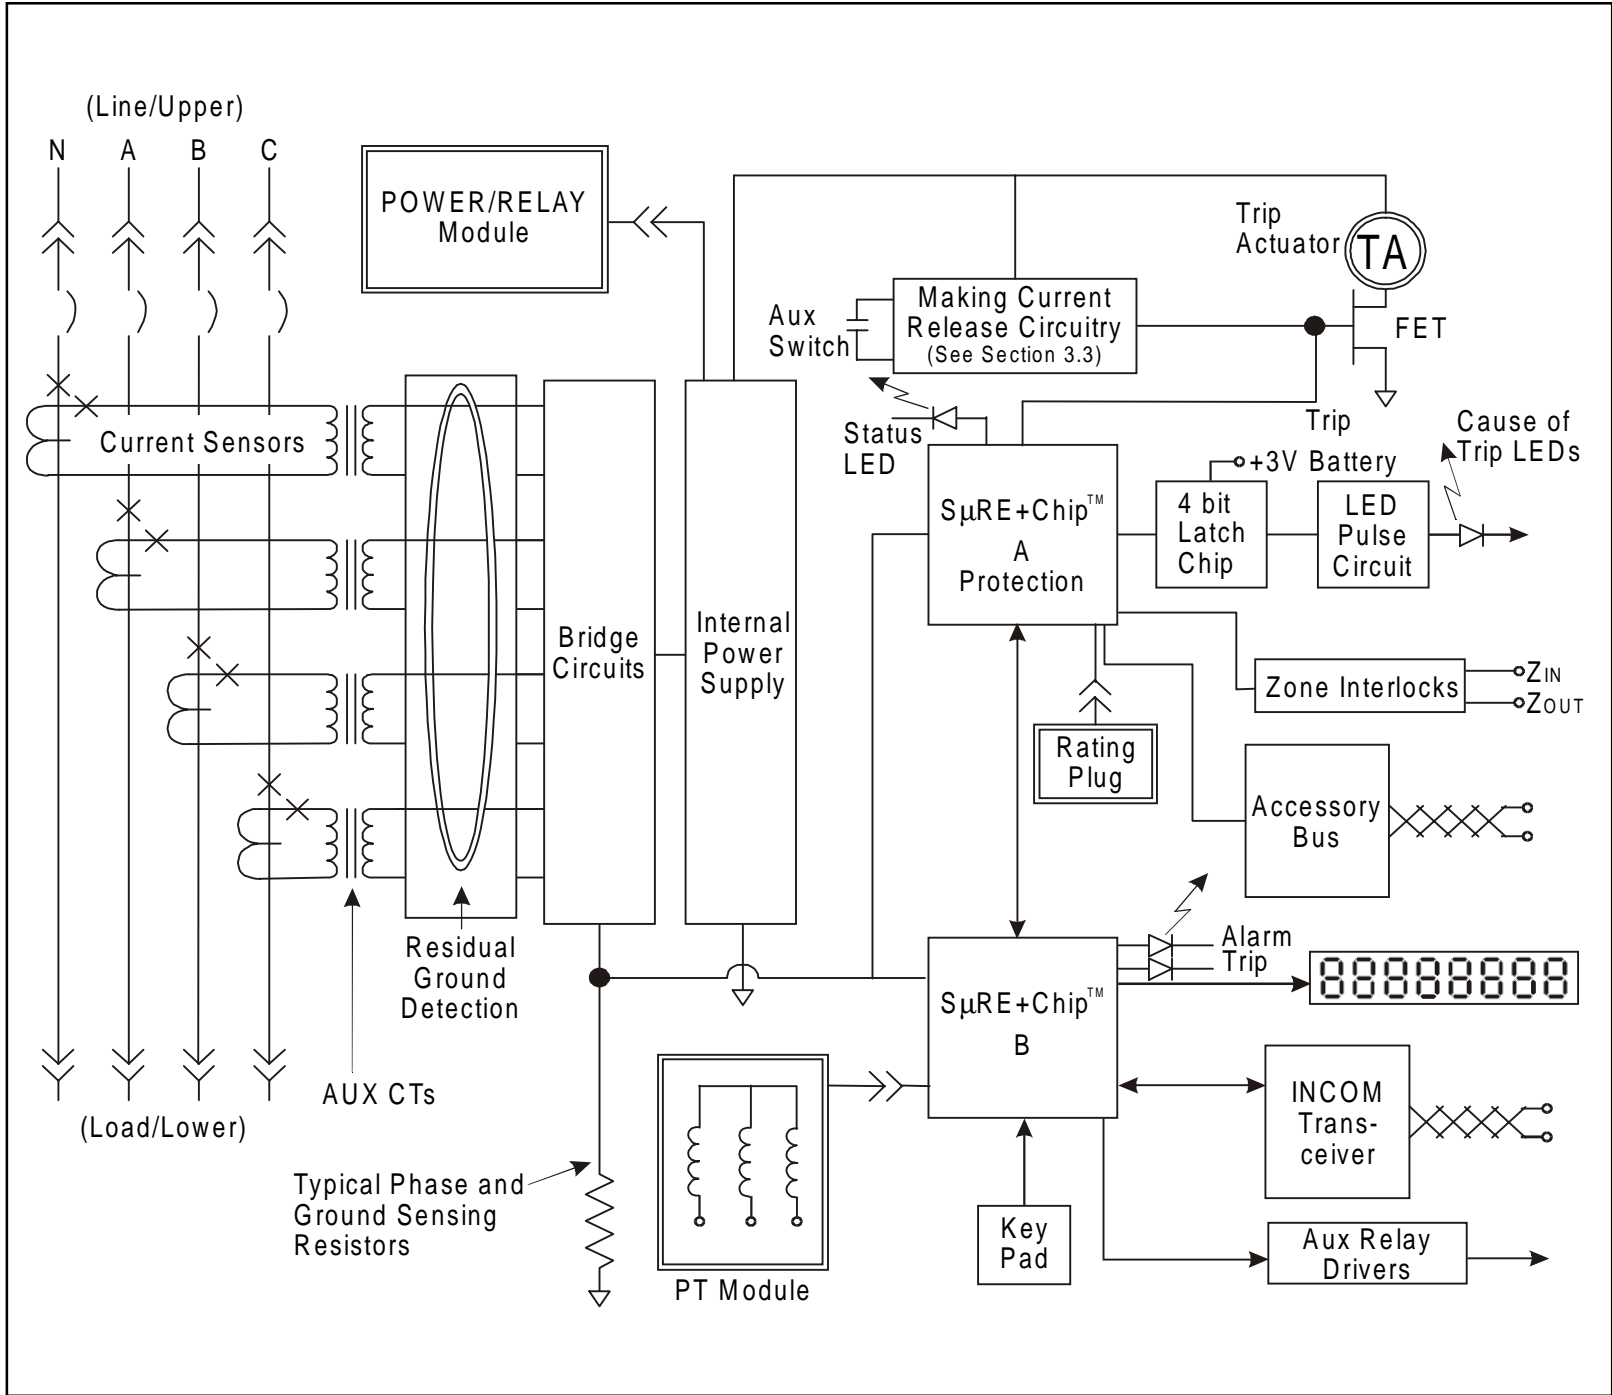 (Line/Upper)
N A B C
POWER/RELAY
Module
Trip
Actuator
TA
FET
Making Current
Release Circuitry
(See Section 3.3)
Aux
Switch
Status
LED
Current Sensors
Trip
+3V Battery
Cause of
Trip LEDs
SµRE+Chip™
A
Protection
4 bit
Latch
Chip
LED
Pulse
Circuit
Bridge
Circuits
Internal
Power
Supply
Zone Interlocks
ZIN
ZOUT
Rating
Plug
Accessory
Bus
Residual
Ground
Detection
Alarm
Trip
88888888
SµRE+Chip™
B
AUX CTs
(Load/Lower)
INCOM
Trans-
ceiver
Typical Phase and
Ground Sensing
Resistors
PT Module
Key
Pad
Aux Relay
Drivers